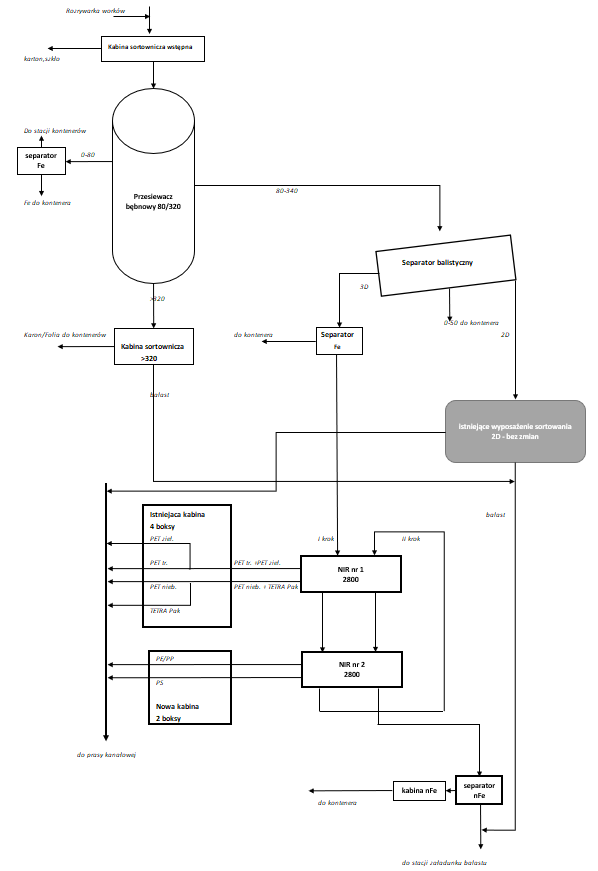 Rozrywarka worków
Kabina sortownicza wstępna
karton,szkło
Do stacji kontenerów
separator
Fe
0-80
Fe do kontenera
Przesiewacz
bębnowy 80/320
80-340
Separator balistyczny
3D
0-50 do kontenera
2D
>320
Karon/Folia do kontenerów
Kabina sortownicza
>320
do kontenera
Separator
Fe
balast
istniejące wyposażenie sortowania
2D - bez zmian
balast
Istniejaca kabina
4 boksy
PET ziel.
I krok
II krok
PET tr.
PET tr. +PET ziel.
NIR nr 1
2800
PET nieb.
PET nieb. + TETRA Pak
TETRA Pak
PE/PP
NIR nr 2
2800
PS
Nowa kabina
2 boksy
do prasy kanałowej
kabina nFe
separator
nFe
do kontenera
do stacji załadunku balastu